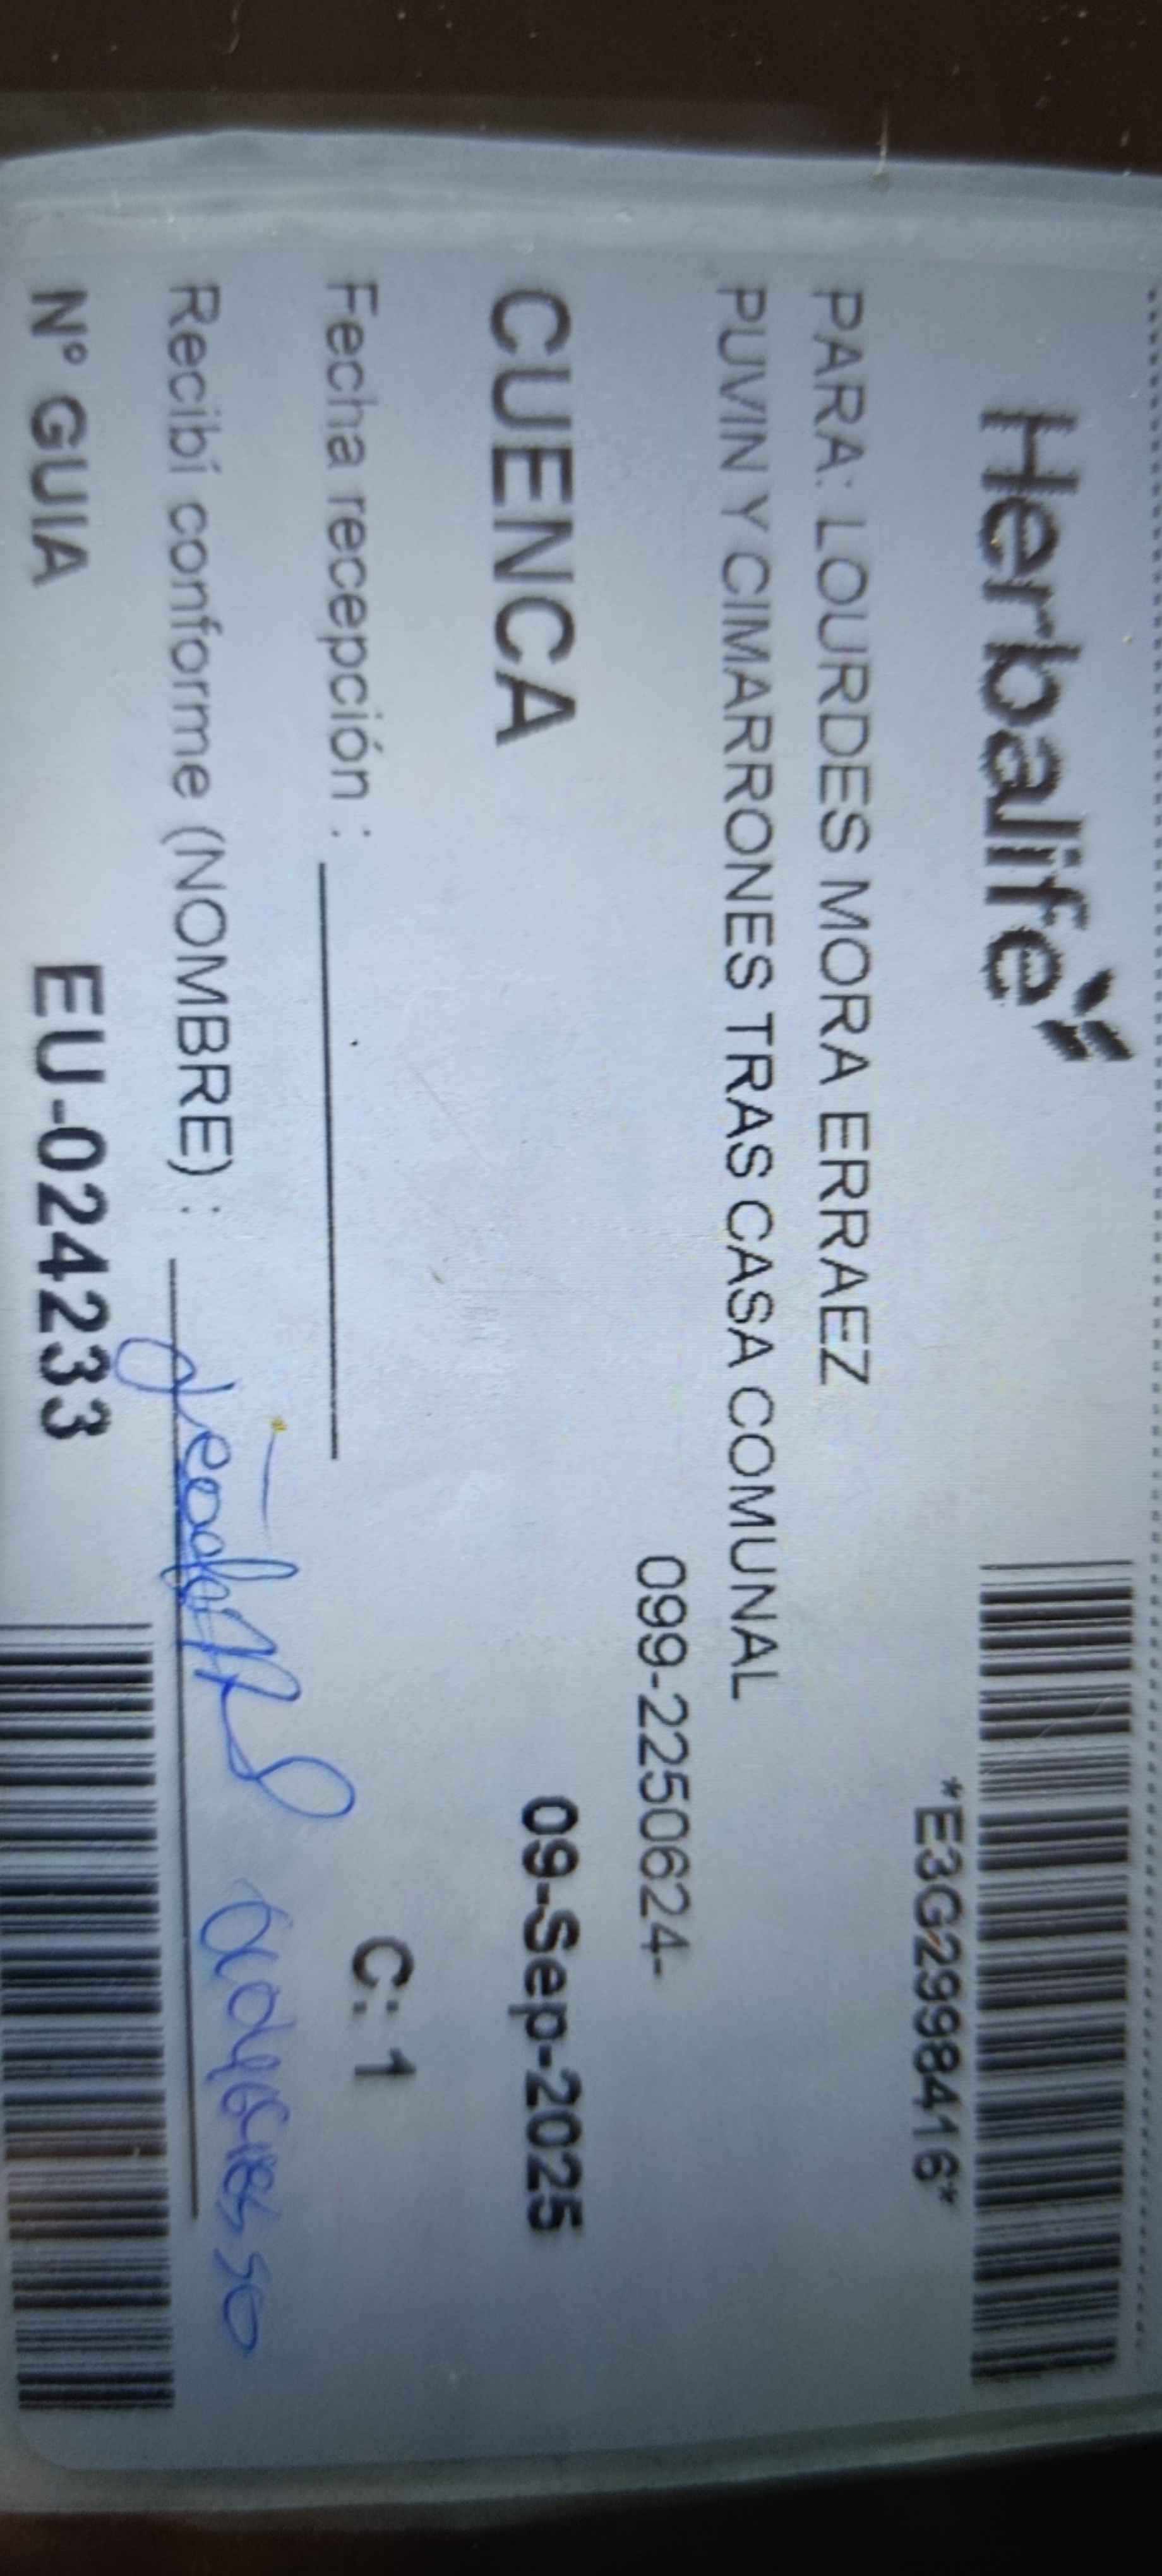 Herbalife
*E3G2998416*
PARA: LOURDES MORA ERRAEZ
PUVIN Y CIMARRONES TRAS CASA COMUNAL
099-2250624-
CUENCA 09-Sep-2025
Fecha recepción :
C: 1
Recibí conforme (NOMBRE) :
N° GUIA EU-024233